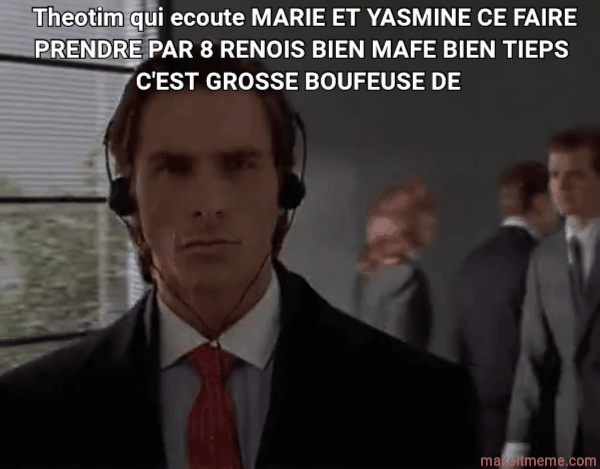 Theotim qui ecoute MARIE ET YASMINE CE FAIRE
PRENDRE PAR 8 RENOIS BIEN MAFE BIEN TIEPS
C'EST GROSSE BOUFEUSE DE
makeitmeme.com